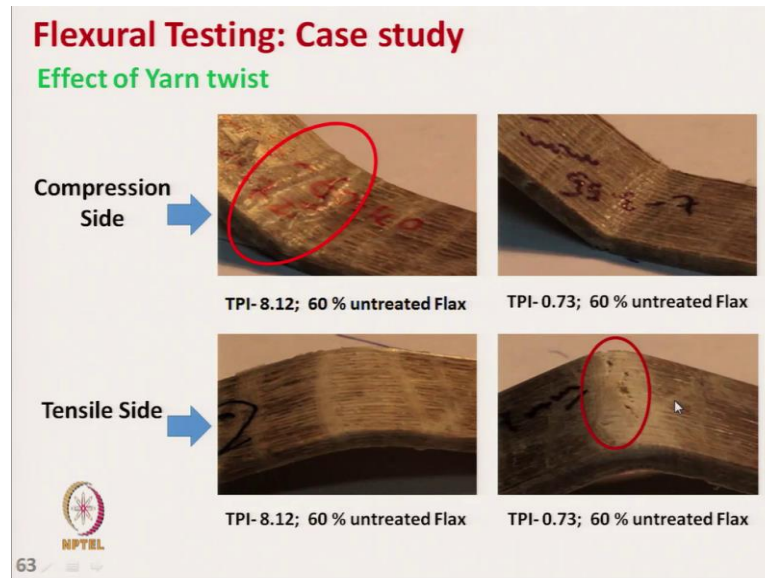 Flexural Testing: Case study
Effect of Yarn twist
Compression
Side
TPI- 8.12; 60 % untreated Flax
TPI- 0.73; 60 % untreated Flax
Tensile Side
TPI- 8.12; 60 % untreated Flax
TPI- 0.73; 60 % untreated Flax
NPTEL
63